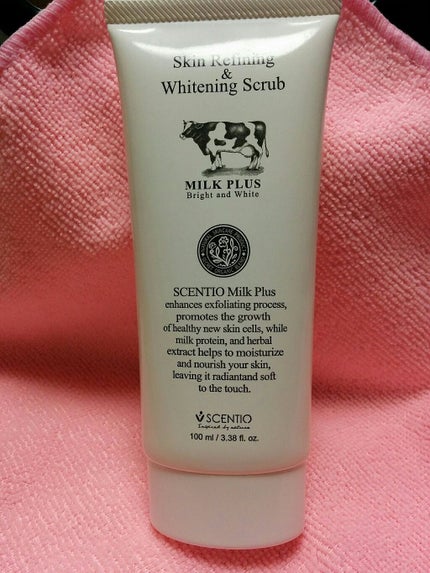 Skin Refining
&
Whitening Scrub
MILK PLUS
Bright and White
SCENTIO Milk Plus
enhances exfoliating process,
promotes the growth
of healthy new skin cells, while
milk protein, and herbal
extract helps to moisturize
and nourish your skin,
leaving it radiantand soft
to the touch.
SCENTIO
Inspired by nature
100 ml / 3.38 fl. oz.